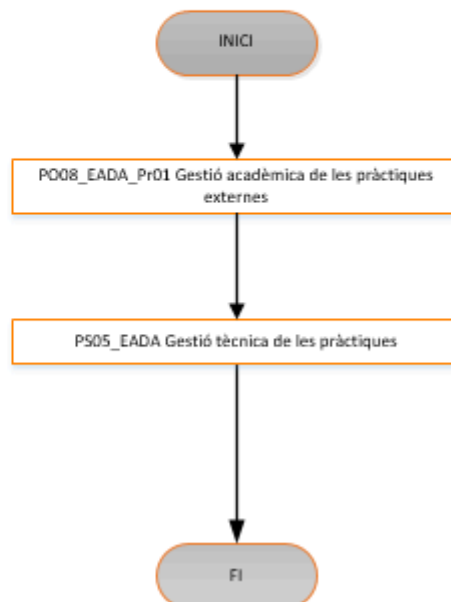 INICI
PO08_EADA_Pr01 Gestió acadèmica de les pràctiques
externes
PS05_EADA Gestió tècnica de les pràctiques
FI